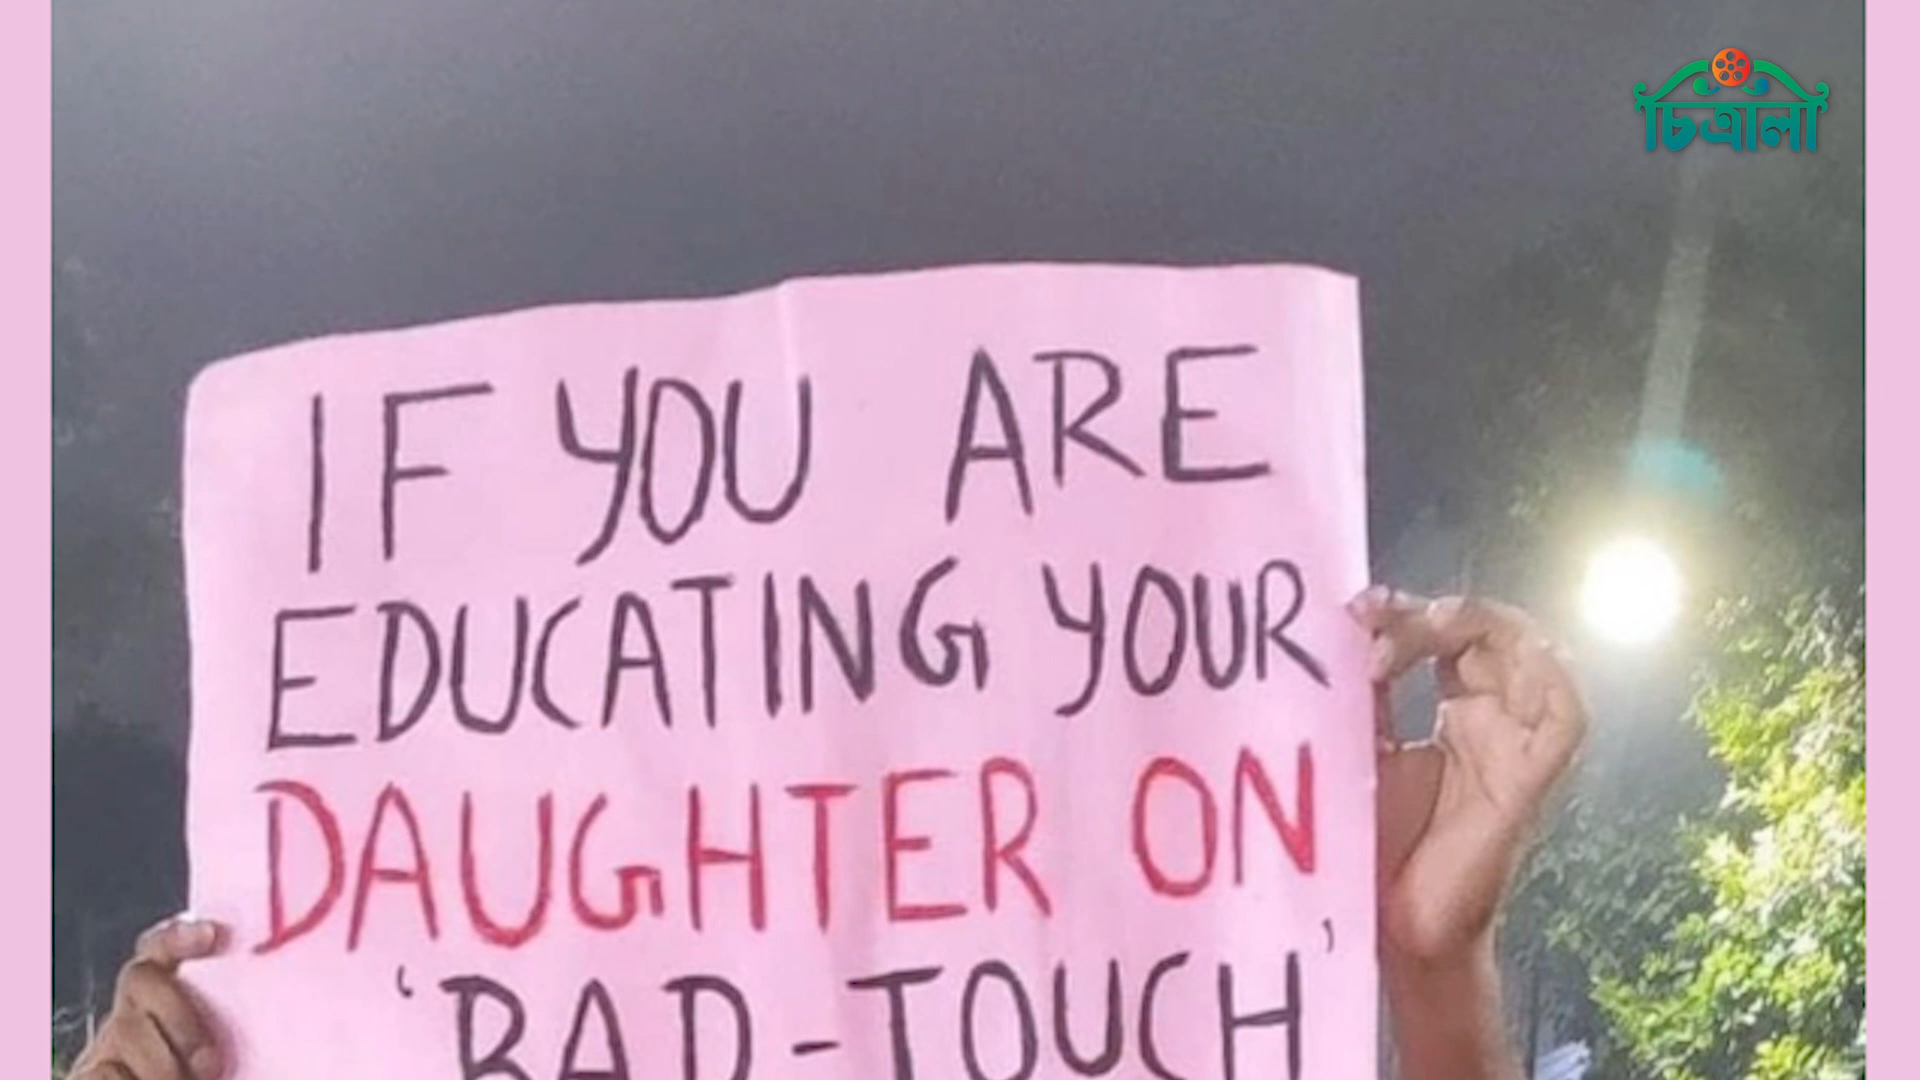 চিত্রালী
IF YOU ARE
EDUCATING YOUR
DAUGHTER ON
'BAD-TOUCH'